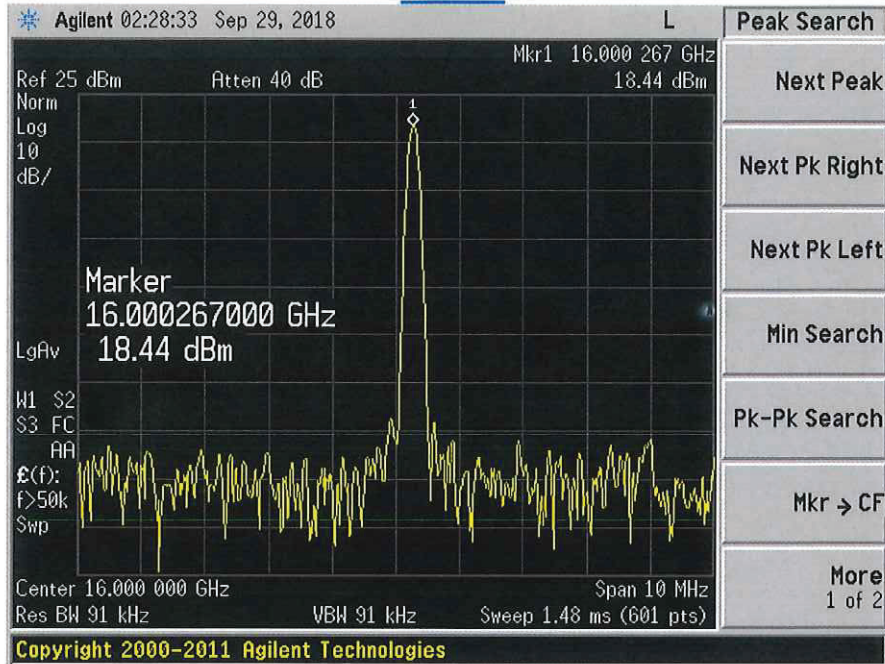 Agilent 02:28:33 Sep 29, 2018 L
Peak Search
Mkr1 16.000 267 GHz
Ref 25 dBm Atten 40 dB 18.44 dBm
Norm
Log
10
dB/
1
Marker
16.000267000 GHz
18.44 dBm
LgAv
W1 S2
S3 FC
AA
£(f):
f>50k
Swp
Center 16.000 000 GHz Span 10 MHz
Res BW 91 kHz VBW 91 kHz Sweep 1.48 ms (601 pts)
Copyright 2000-2011 Agilent Technologies
Next Peak
Next Pk Right
Next Pk Left
Min Search
Pk-Pk Search
Mkr → CF
More
1 of 2